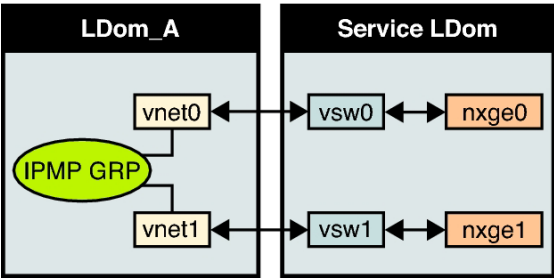 LDom_A
Service LDom
vnet0
vsw0
nxge0
IPMP GRP
vnet1
vsw1
nxge1